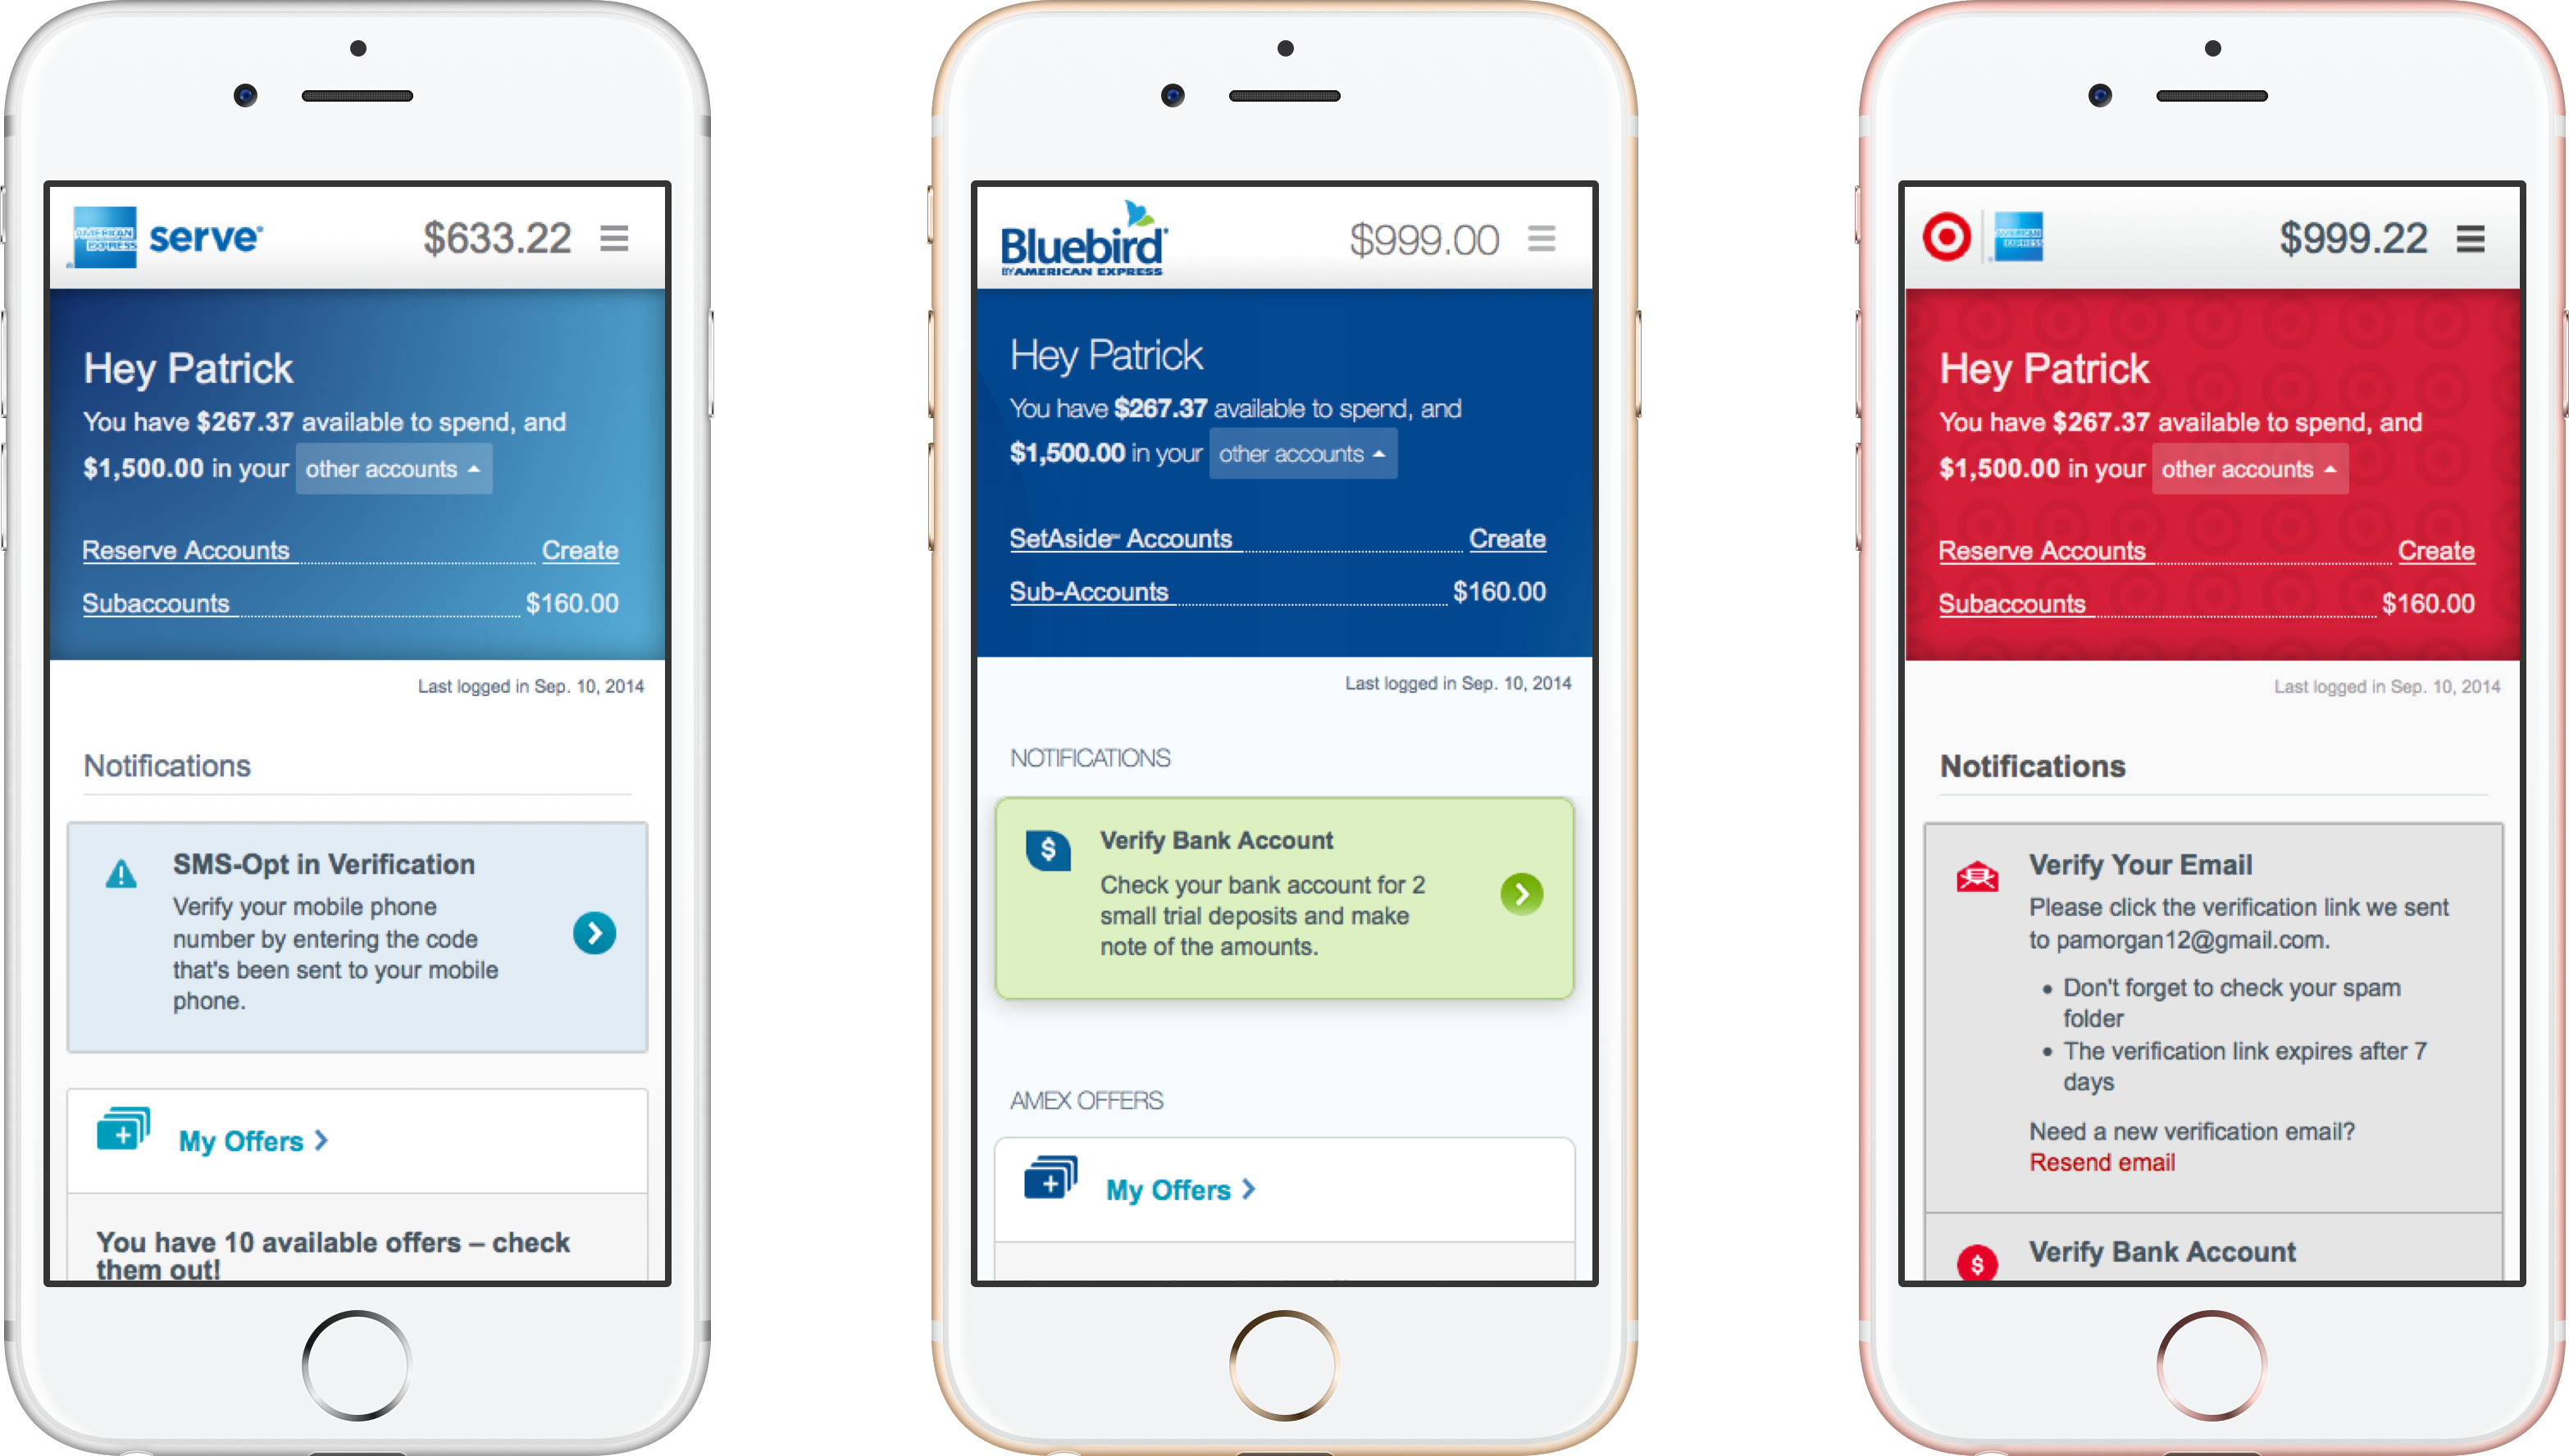 AMERICAN EXPRESS serve® $633.22
Hey Patrick
You have $267.37 available to spend, and
$1,500.00 in your other accounts
Reserve Accounts Create
Subaccounts $160.00
Last logged in Sep. 10, 2014
Notifications
SMS-Opt in Verification
Verify your mobile phone
number by entering the code
that's been sent to your mobile
phone.
My Offers
You have 10 available offers – check
them out!
Bluebird®
BY AMERICAN EXPRESS
$999.00
Hey Patrick
You have $267.37 available to spend, and
$1,500.00 in your other accounts
SetAside℠ Accounts Create
Sub-Accounts $160.00
Last logged in Sep. 10, 2014
NOTIFICATIONS
$ Verify Bank Account
Check your bank account for 2
small trial deposits and make
note of the amounts.
AMEX OFFERS
My Offers
AMERICAN EXPRESS $999.22
Hey Patrick
You have $267.37 available to spend, and
$1,500.00 in your other accounts
Reserve Accounts Create
Subaccounts $160.00
Last logged in Sep. 10, 2014
Notifications
Verify Your Email
Please click the verification link we sent
to pamorgan12@gmail.com.
• Don't forget to check your spam
folder
• The verification link expires after 7
days
Need a new verification email?
Resend email
$ Verify Bank Account